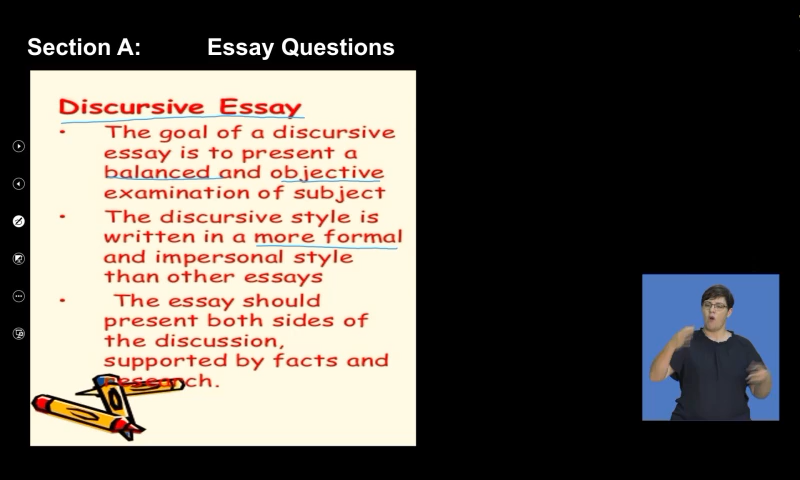 Section A: Essay Questions
Discursive Essay
• The goal of a discursive
essay is to present a
balanced and objective
examination of subject
• The discursive style is
written in a more formal
and impersonal style
than other essays
• The essay should
present both sides of
the discussion,
supported by facts and
research.